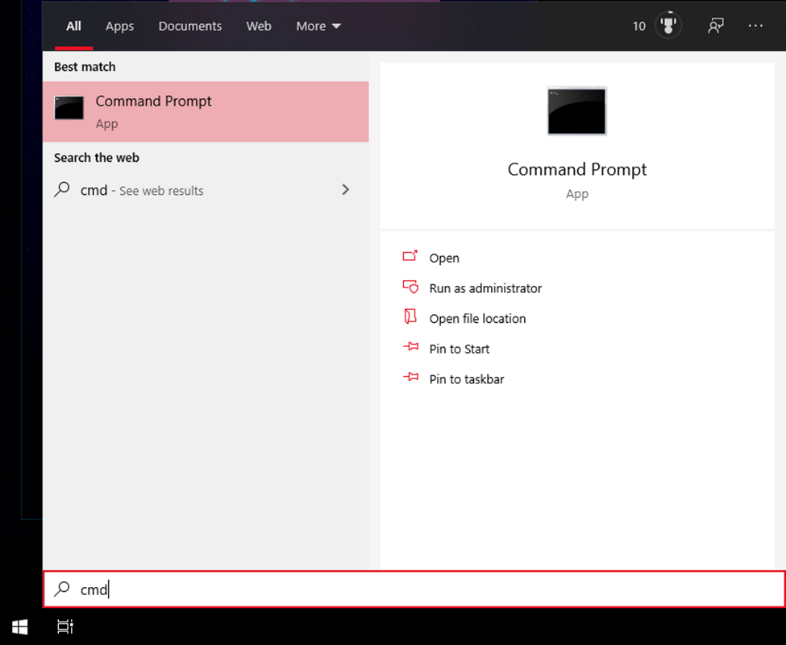 All Apps Documents Web More 10 ...
Best match
Command Prompt
App
Search the web
cmd - See web results
Command Prompt
App
Open
Run as administrator
Open file location
Pin to Start
Pin to taskbar
cmd